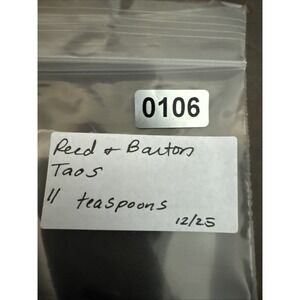 0106
Reed & Barton
Taos
11 teaspoons
12/25